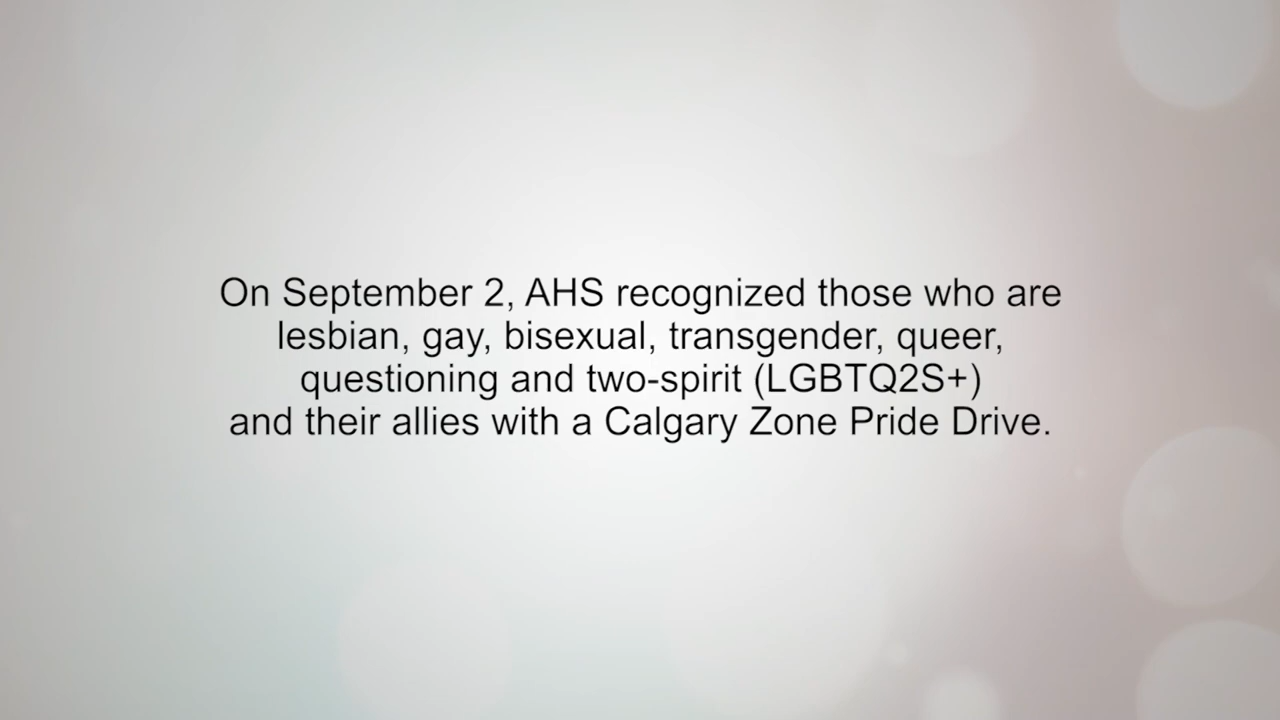 On September 2, AHS recognized those who are
lesbian, gay, bisexual, transgender, queer,
questioning and two-spirit (LGBTQ2S+)
and their allies with a Calgary Zone Pride Drive.